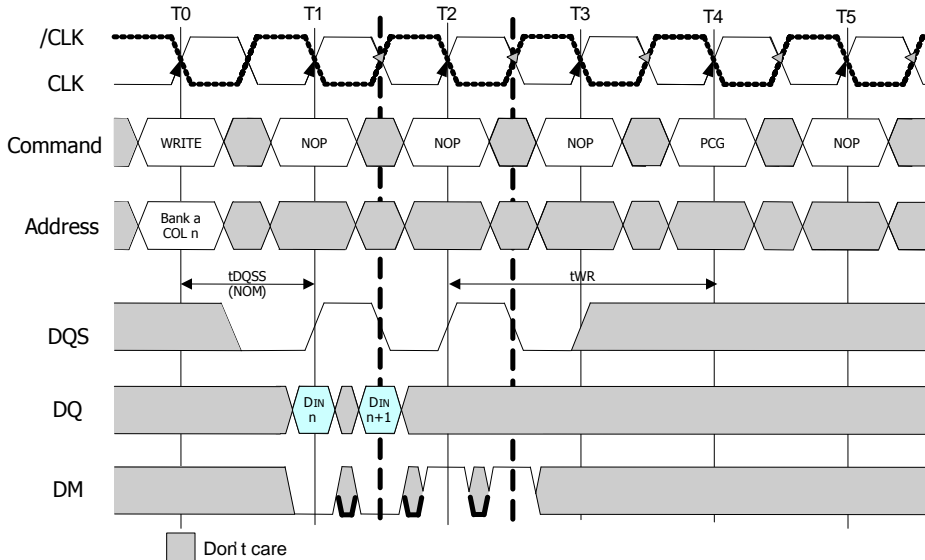 T0 T1 T2 T3 T4 T5
/CLK
CLK
Command WRITE NOP NOP NOP PCG NOP
Address Bank a
COL n
tDQSS
(NOM)
tWR
DQS
DQ DIN
n
DIN
n+1
DM
Don't care